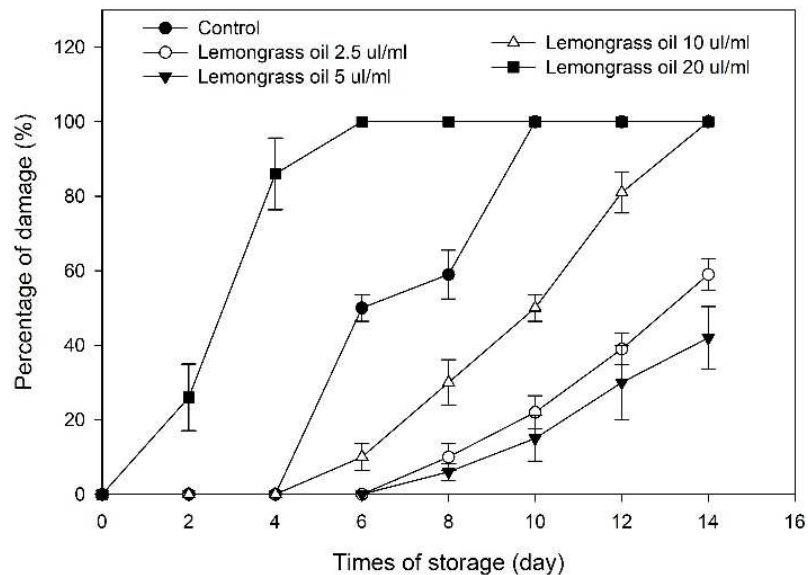 Control
Lemongrass oil 2.5 ul/ml
Lemongrass oil 5 ul/ml
Lemongrass oil 10 ul/ml
Lemongrass oil 20 ul/ml
Percentage of damage (%)
120
100
80
60
40
20
0
0 2 4 6 8 10 12 14 16
Times of storage (day)